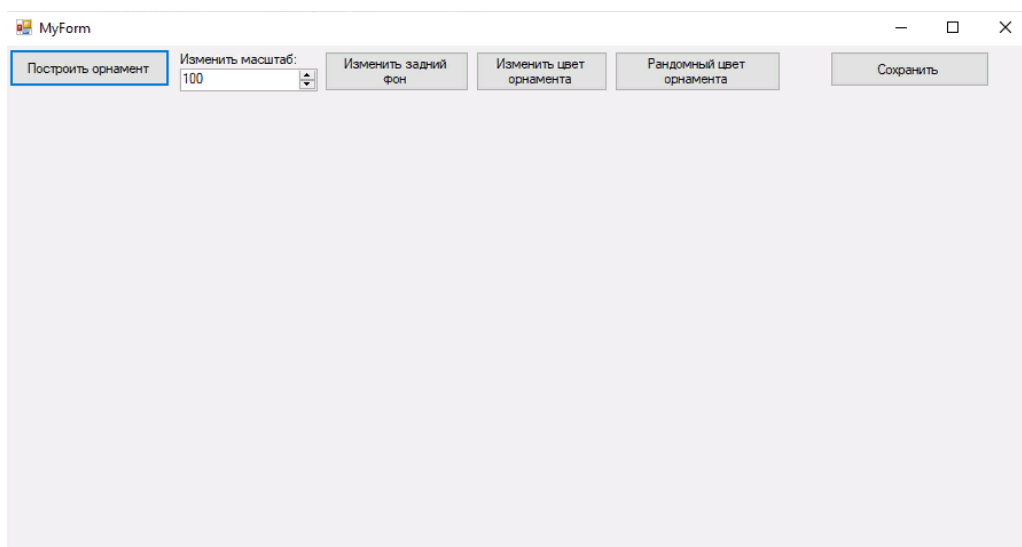 MyForm
Построить орнамент
Изменить масштаб:
100
Изменить задний
фон
Изменить цвет
орнамента
Рандомный цвет
орнамента
Сохранить